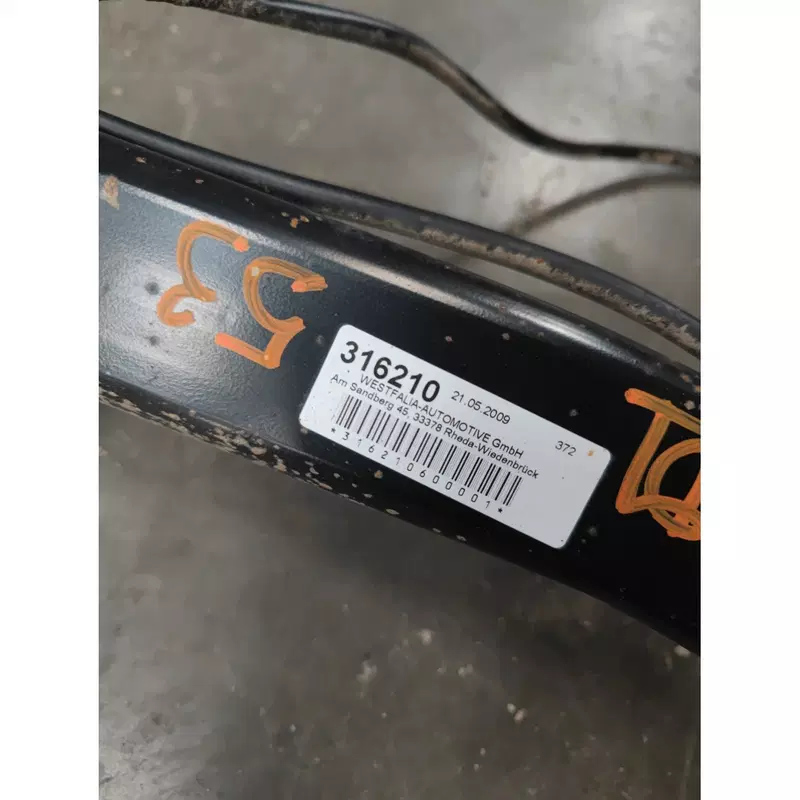 53
316210 21.05.2009 372
WESTFALIA-AUTOMOTIVE GmbH
Am Sandberg 45, 33378 Rheda-Wiedenbrück
*316210600001*